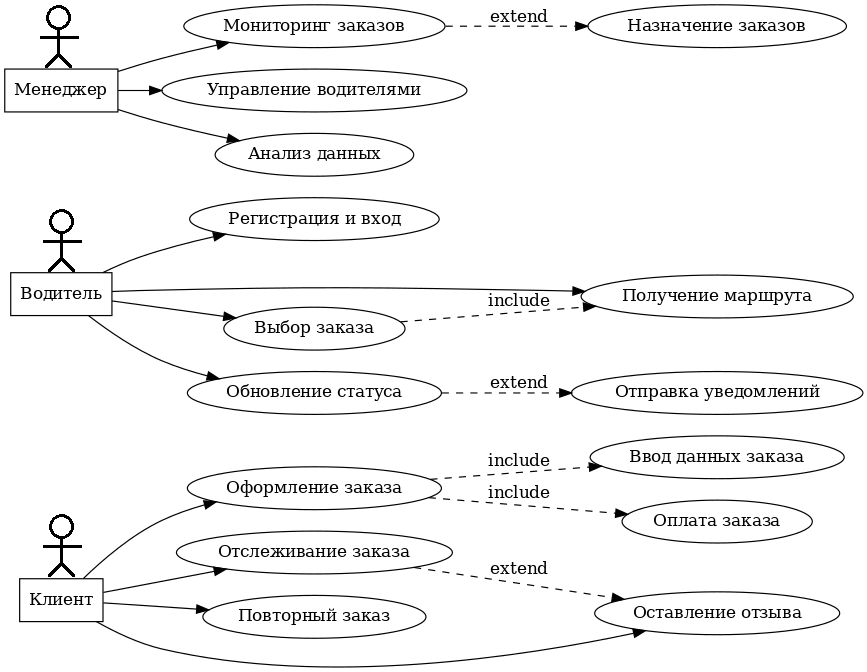 Мониторинг заказов
extend
Назначение заказов
Менеджер
Управление водителями
Анализ данных
Регистрация и вход
Водитель
include
Получение маршрута
Выбор заказа
Обновление статуса
extend
Отправка уведомлений
Оформление заказа
include
Ввод данных заказа
include
Оплата заказа
Отслеживание заказа
extend
Клиент
Повторный заказ
Оставление отзыва